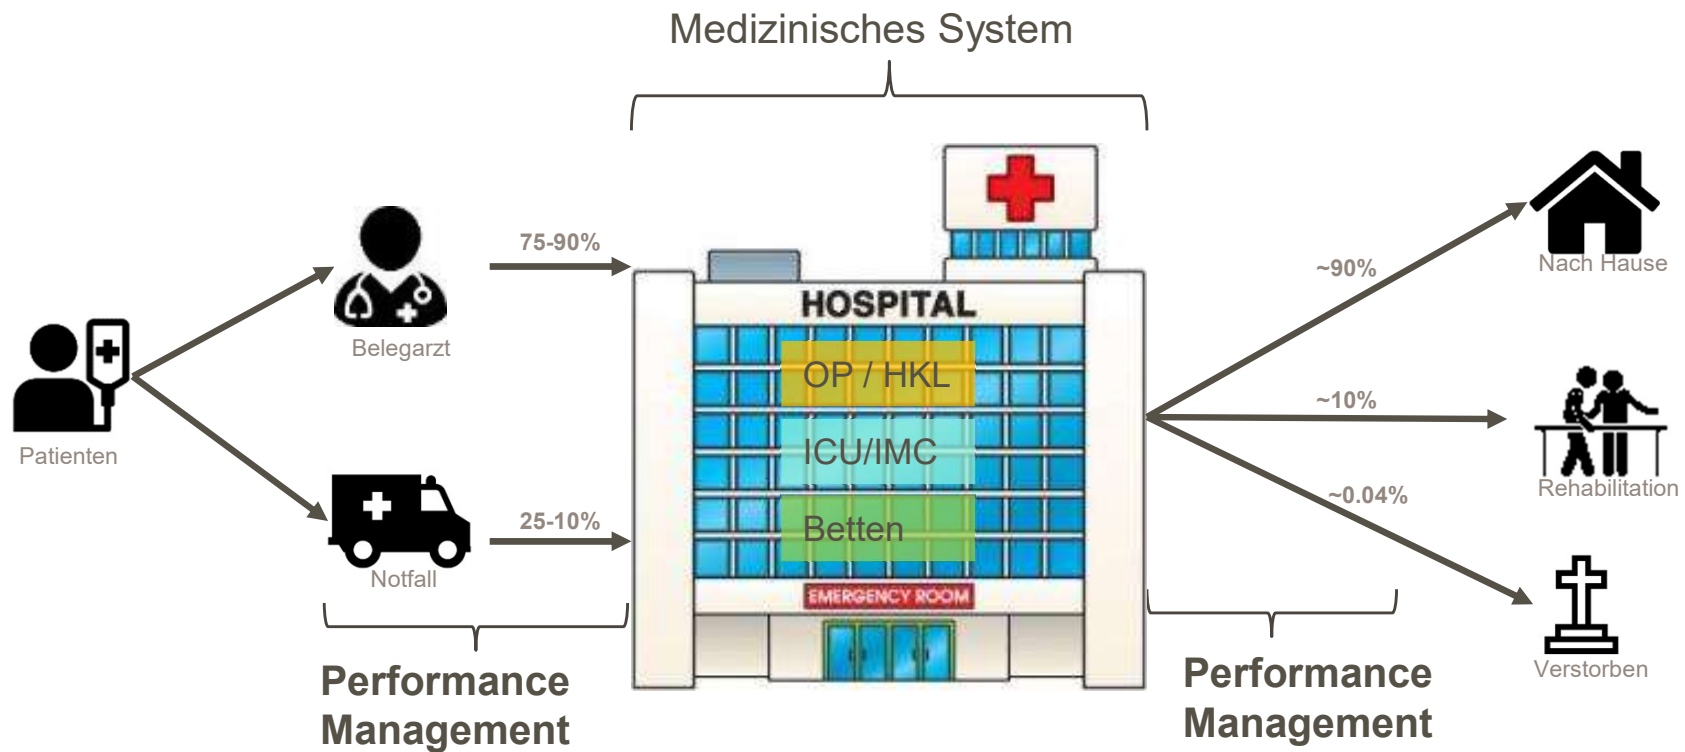 Medizinisches System
75-90%
Belegarzt
Patienten
25-10%
Notfall
Performance
Management
HOSPITAL
OP / HKL
ICU/IMC
Betten
EMERGENCY ROOM
~90%
Nach Hause
~10%
Rehabilitation
~0.04%
Verstorben
Performance
Management